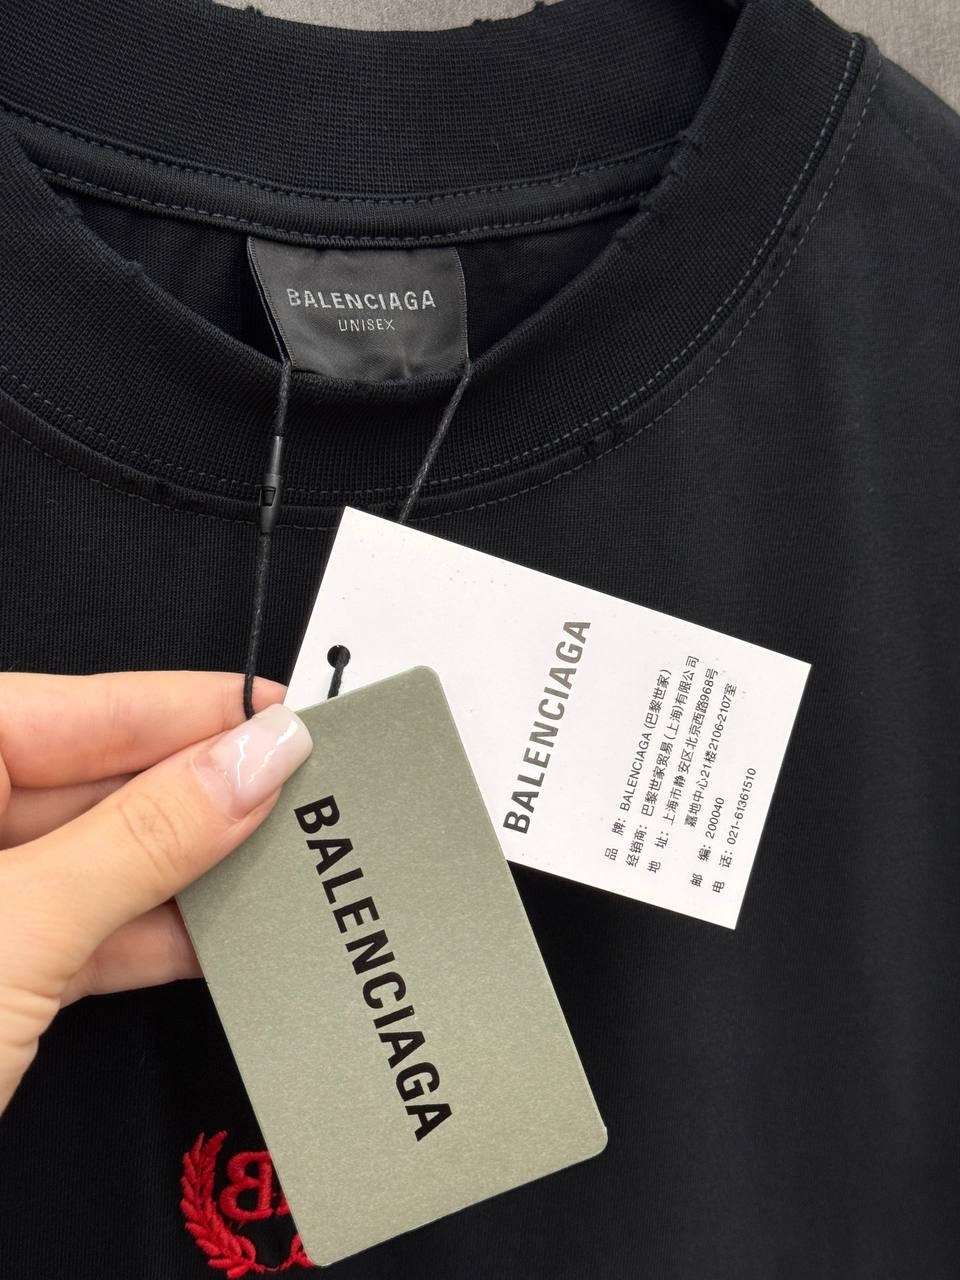 BALENCIAGA
UNISEX
BALENCIAGA
品 牌：BALENCIAGA (巴黎世家)
经销商：巴黎世家贸易 (上海)有限公司
地 址：上海市静安区北京西路968号
嘉地中心21楼2106-2107室
邮 编：200040
电 话：021-61361510
BALENCIAGA